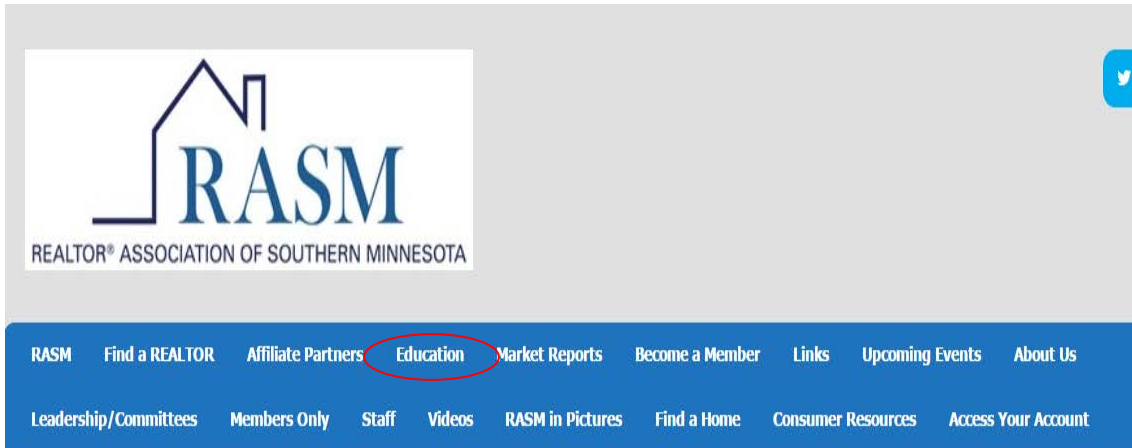 RASM
REALTOR® ASSOCIATION OF SOUTHERN MINNESOTA
RASM Find a REALTOR Affiliate Partners Education Market Reports Become a Member Links Upcoming Events About Us
Leadership/Committees Members Only Staff Videos RASM in Pictures Find a Home Consumer Resources Access Your Account